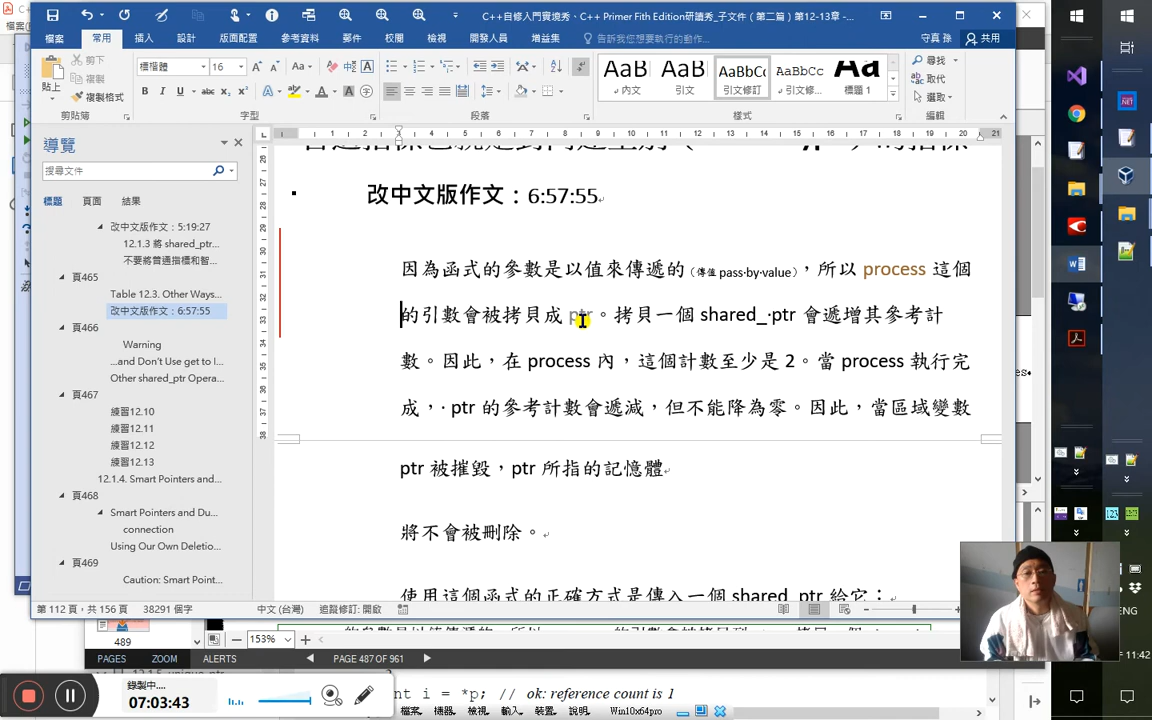 C++自修入門實境秀、C++ Primer Fith Edition研讀秀_子文件（第二篇）第12-13章-...
檔案 常用 插入 設計 版面配置 參考資料 郵件 校閱 檢視 開發人員 增益集 告訴我您想要執行的動作... 守真 孫 共用
貼上 剪下 複製 複製格式
標楷體 16
AaBb AaBb AaBbCc AaBbCc AaBb
內文 引文 引文修訂 引文修... 標題 1
尋找 取代 選取
剪貼簿 字型 段落 樣式 編輯
導覽
搜尋文件
標題 頁面 結果
改中文版作文：5:19:27
12.1.3 將 shared_ptr...
不要將普通指標和智...
頁465
Table 12.3. Other Ways...
改中文版作文：6:57:55
頁466
Warning
...and Don't Use get to I...
Other shared_ptr Opera...
頁467
練習12.10
練習12.11
練習12.12
練習12.13
12.1.4. Smart Pointers and...
頁468
Smart Pointers and Du...
connection
Using Our Own Deletio...
頁469
Caution: Smart Point...
改中文版作文：6:57:55
因為函式的參數是以值來傳遞的（傳值 pass·by·value），所以 process 這個
的引數會被拷貝成 ptr。拷貝一個 shared_·ptr 會遞增其參考計
數。因此，在 process 內，這個計數至少是 2。當 process 執行完
成，· ptr 的參考計數會遞減，但不能降為零。因此，當區域變數
ptr 被摧毀，ptr 所指的記憶體
將不會被刪除。
使用這個函式的正確方式是傳入一個 shared_ptr 給它：
第 112 頁，共 156 頁 38291 個字 中文 (台灣) 追蹤修訂: 開啟
489
153%
PAGES ZOOM ALERTS PAGE 487 OF 961
錄製中...
07:03:43
int i = *p; // ok: reference count is 1
檔案▾ 機器▾ 檢視▾ 輸入▾ 裝置▾ 說明▾ Win10x64pro
ENG
11:42